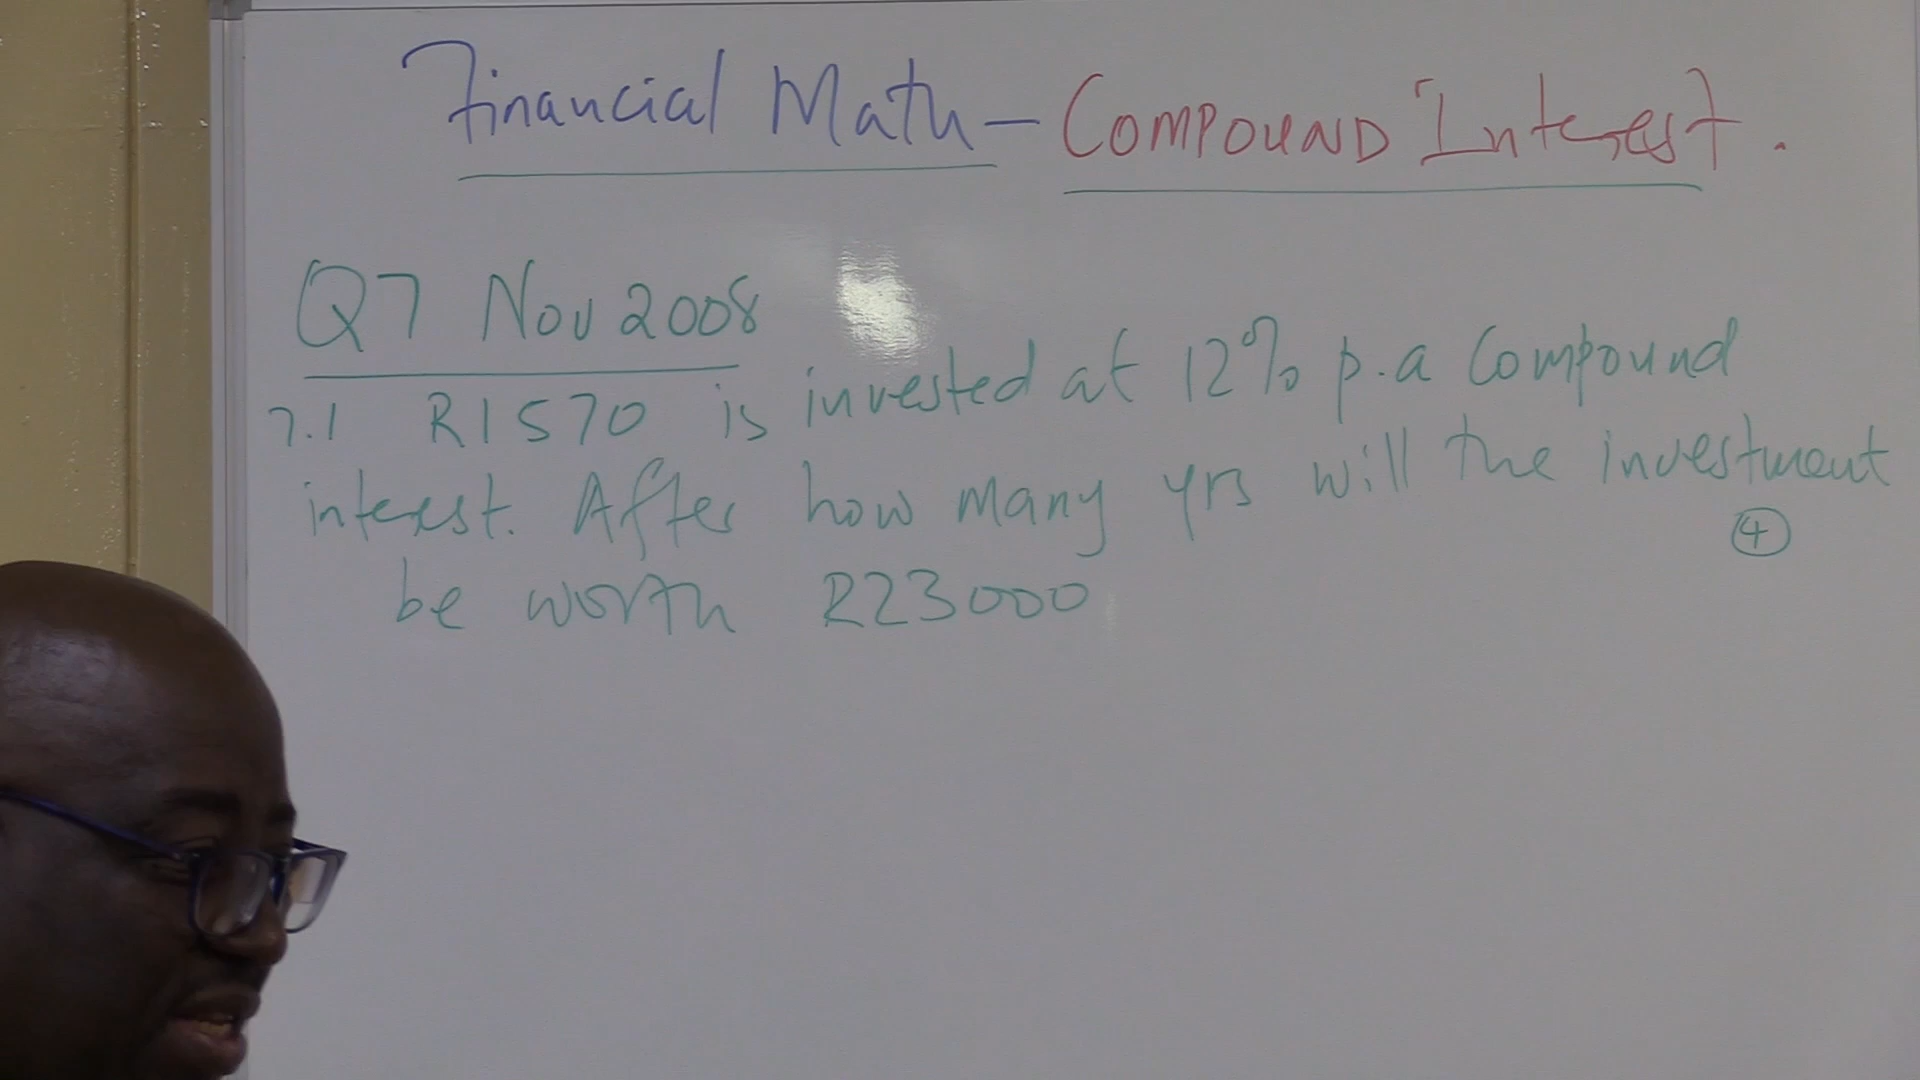 Financial Math - COMPOUND Interest.
Q7 Nov 2008
7.1 R1570 is invested at 12% p.a Compound
interest. After how many yrs will the investment
be worth R23000
4